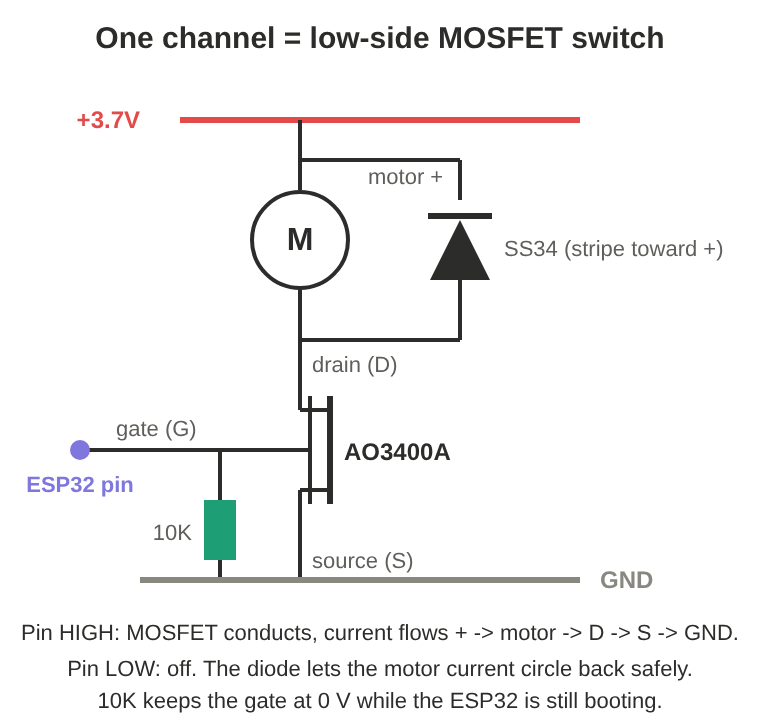 One channel = low-side MOSFET switch
+3.7V
motor +
M
SS34 (stripe toward +)
drain (D)
gate (G)
AO3400A
ESP32 pin
10K
source (S)
GND
Pin HIGH: MOSFET conducts, current flows + -> motor -> D -> S -> GND.
Pin LOW: off. The diode lets the motor current circle back safely.
10K keeps the gate at 0 V while the ESP32 is still booting.